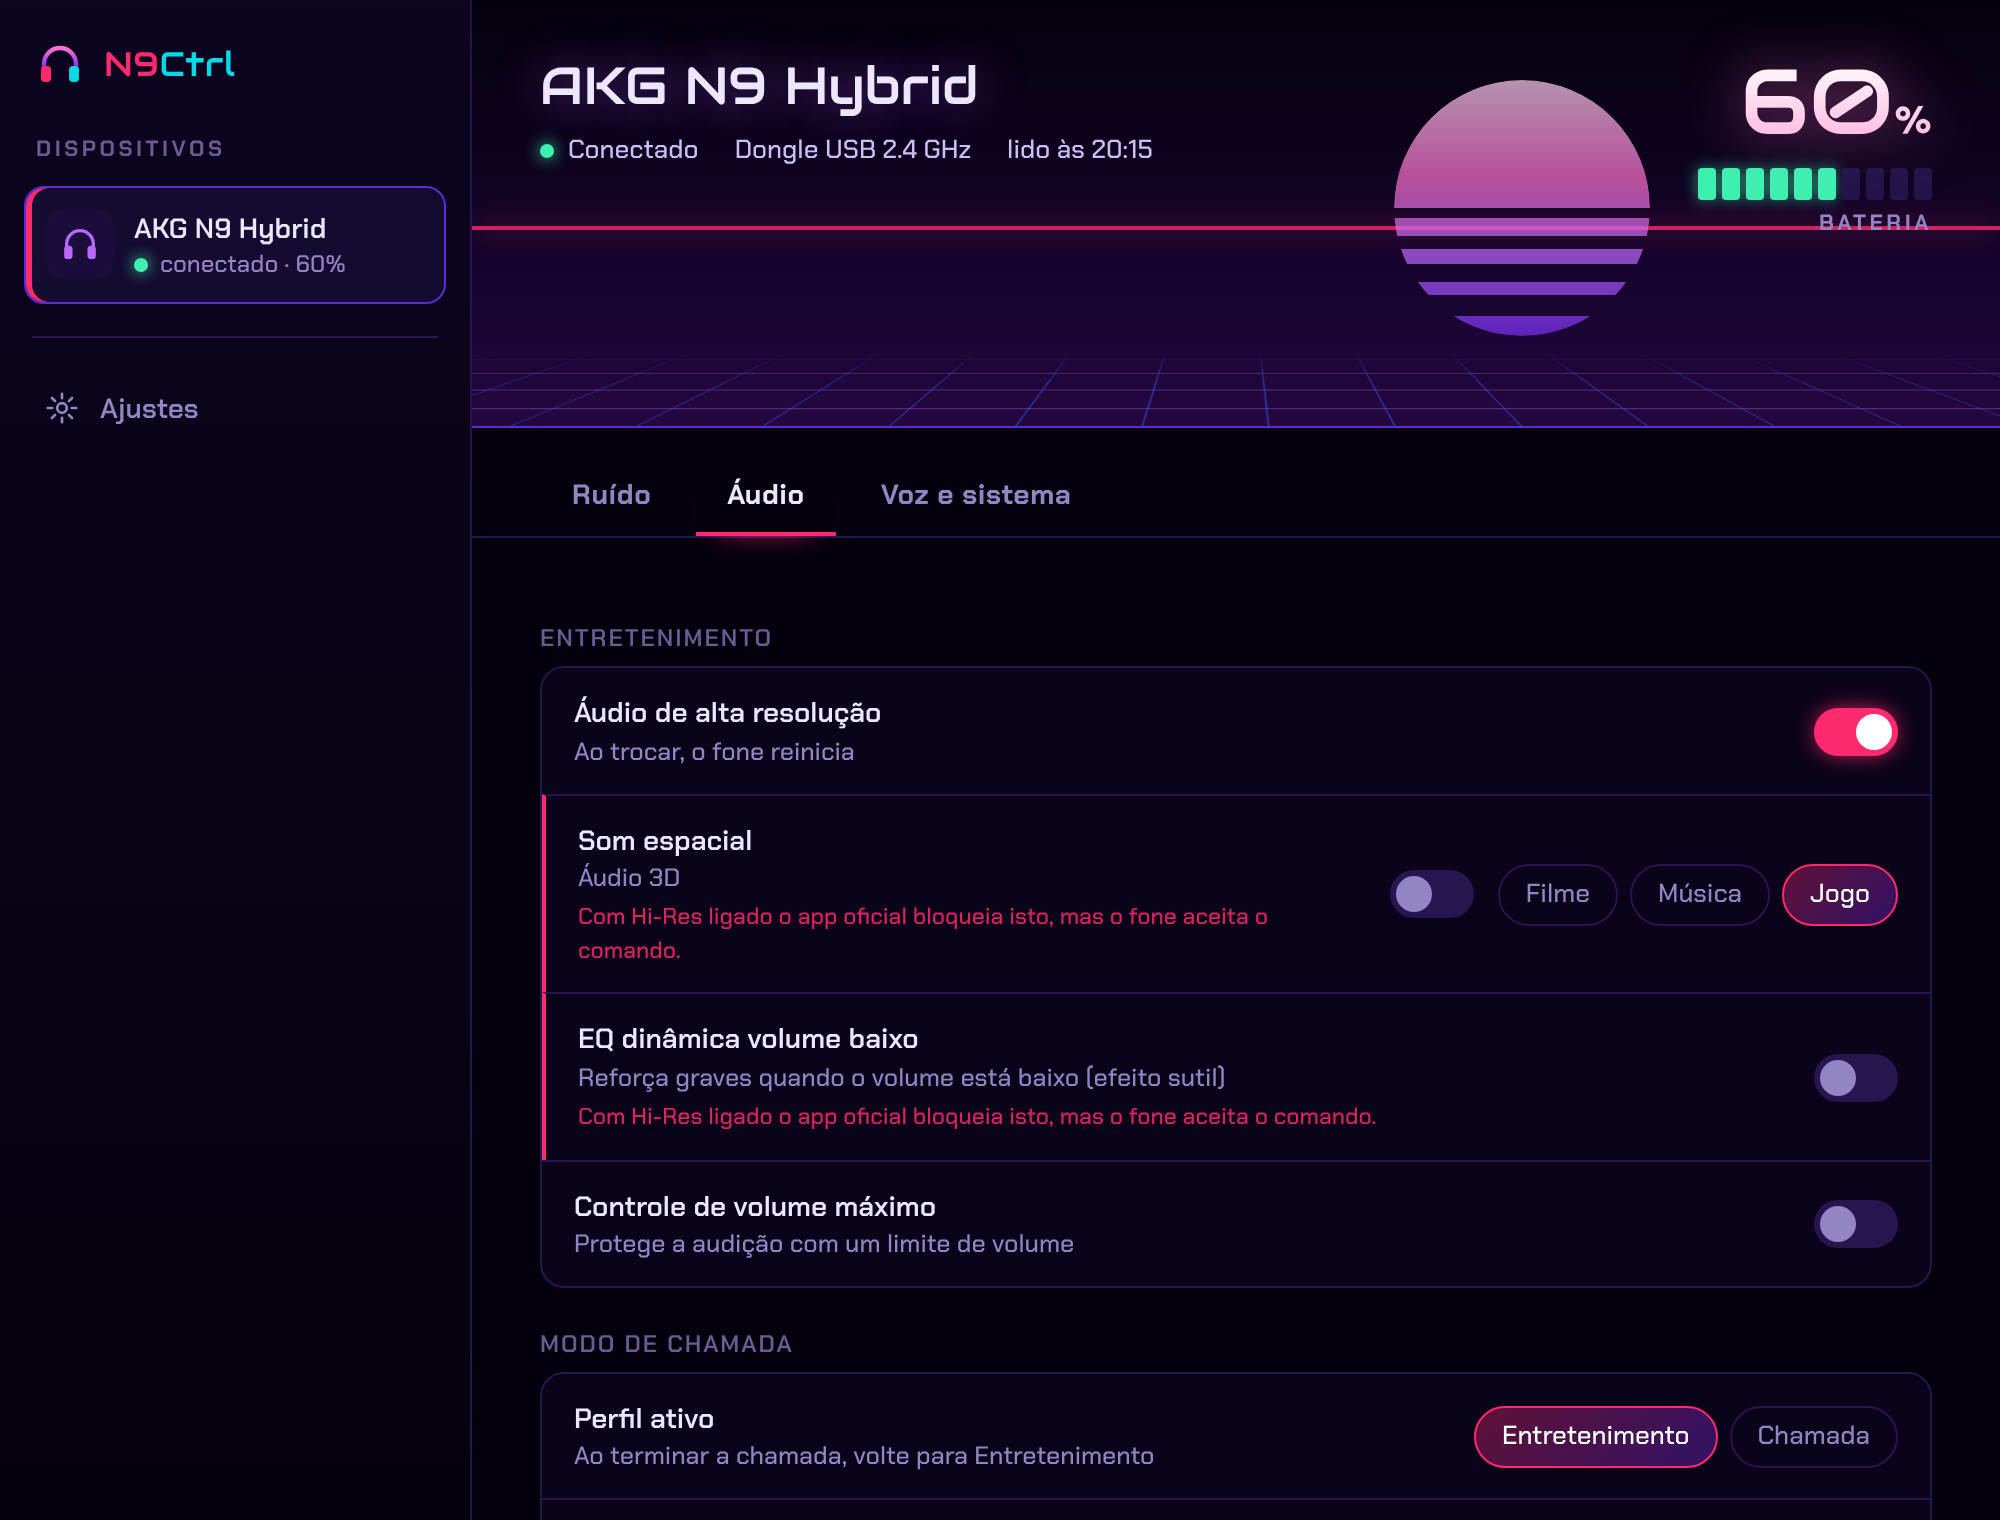 N9Ctrl
DISPOSITIVOS
AKG N9 Hybrid
conectado · 60%
Ajustes
AKG N9 Hybrid
Conectado Dongle USB 2.4 GHz lido às 20:15
60%
BATERIA
Ruído Áudio Voz e sistema
ENTRETENIMENTO
Áudio de alta resolução
Ao trocar, o fone reinicia
Som espacial
Áudio 3D
Com Hi-Res ligado o app oficial bloqueia isto, mas o fone aceita o
comando.
Filme Música Jogo
EQ dinâmica volume baixo
Reforça graves quando o volume está baixo (efeito sutil)
Com Hi-Res ligado o app oficial bloqueia isto, mas o fone aceita o comando.
Controle de volume máximo
Protege a audição com um limite de volume
MODO DE CHAMADA
Perfil ativo
Ao terminar a chamada, volte para Entretenimento
Entretenimento Chamada